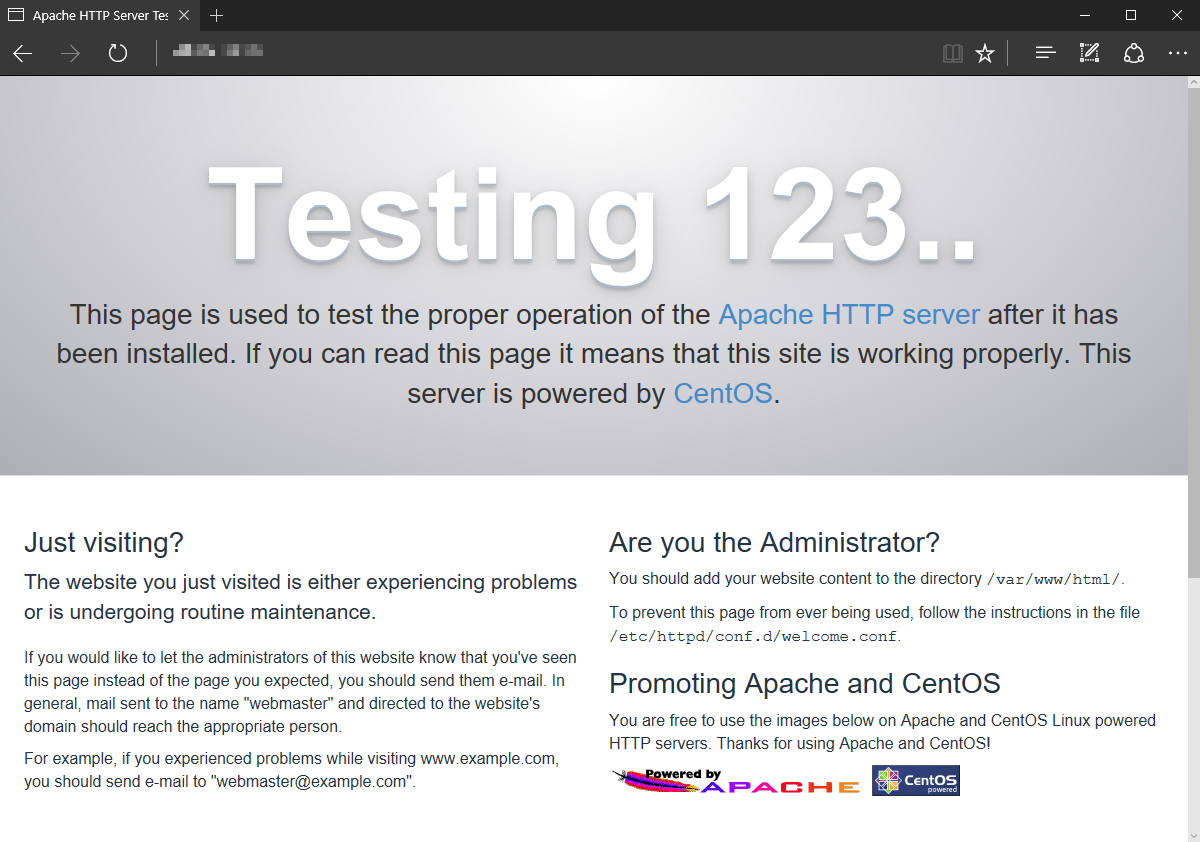 Apache HTTP Server Tes
Testing 123..
This page is used to test the proper operation of the Apache HTTP server after it has
been installed. If you can read this page it means that this site is working properly. This
server is powered by CentOS.
Just visiting?
The website you just visited is either experiencing problems
or is undergoing routine maintenance.
If you would like to let the administrators of this website know that you've seen
this page instead of the page you expected, you should send them e-mail. In
general, mail sent to the name "webmaster" and directed to the website's
domain should reach the appropriate person.
For example, if you experienced problems while visiting www.example.com,
you should send e-mail to "webmaster@example.com".
Are you the Administrator?
You should add your website content to the directory /var/www/html/.
To prevent this page from ever being used, follow the instructions in the file
/etc/httpd/conf.d/welcome.conf.
Promoting Apache and CentOS
You are free to use the images below on Apache and CentOS Linux powered
HTTP servers. Thanks for using Apache and CentOS!
Powered by
APACHE
CentOS
powered